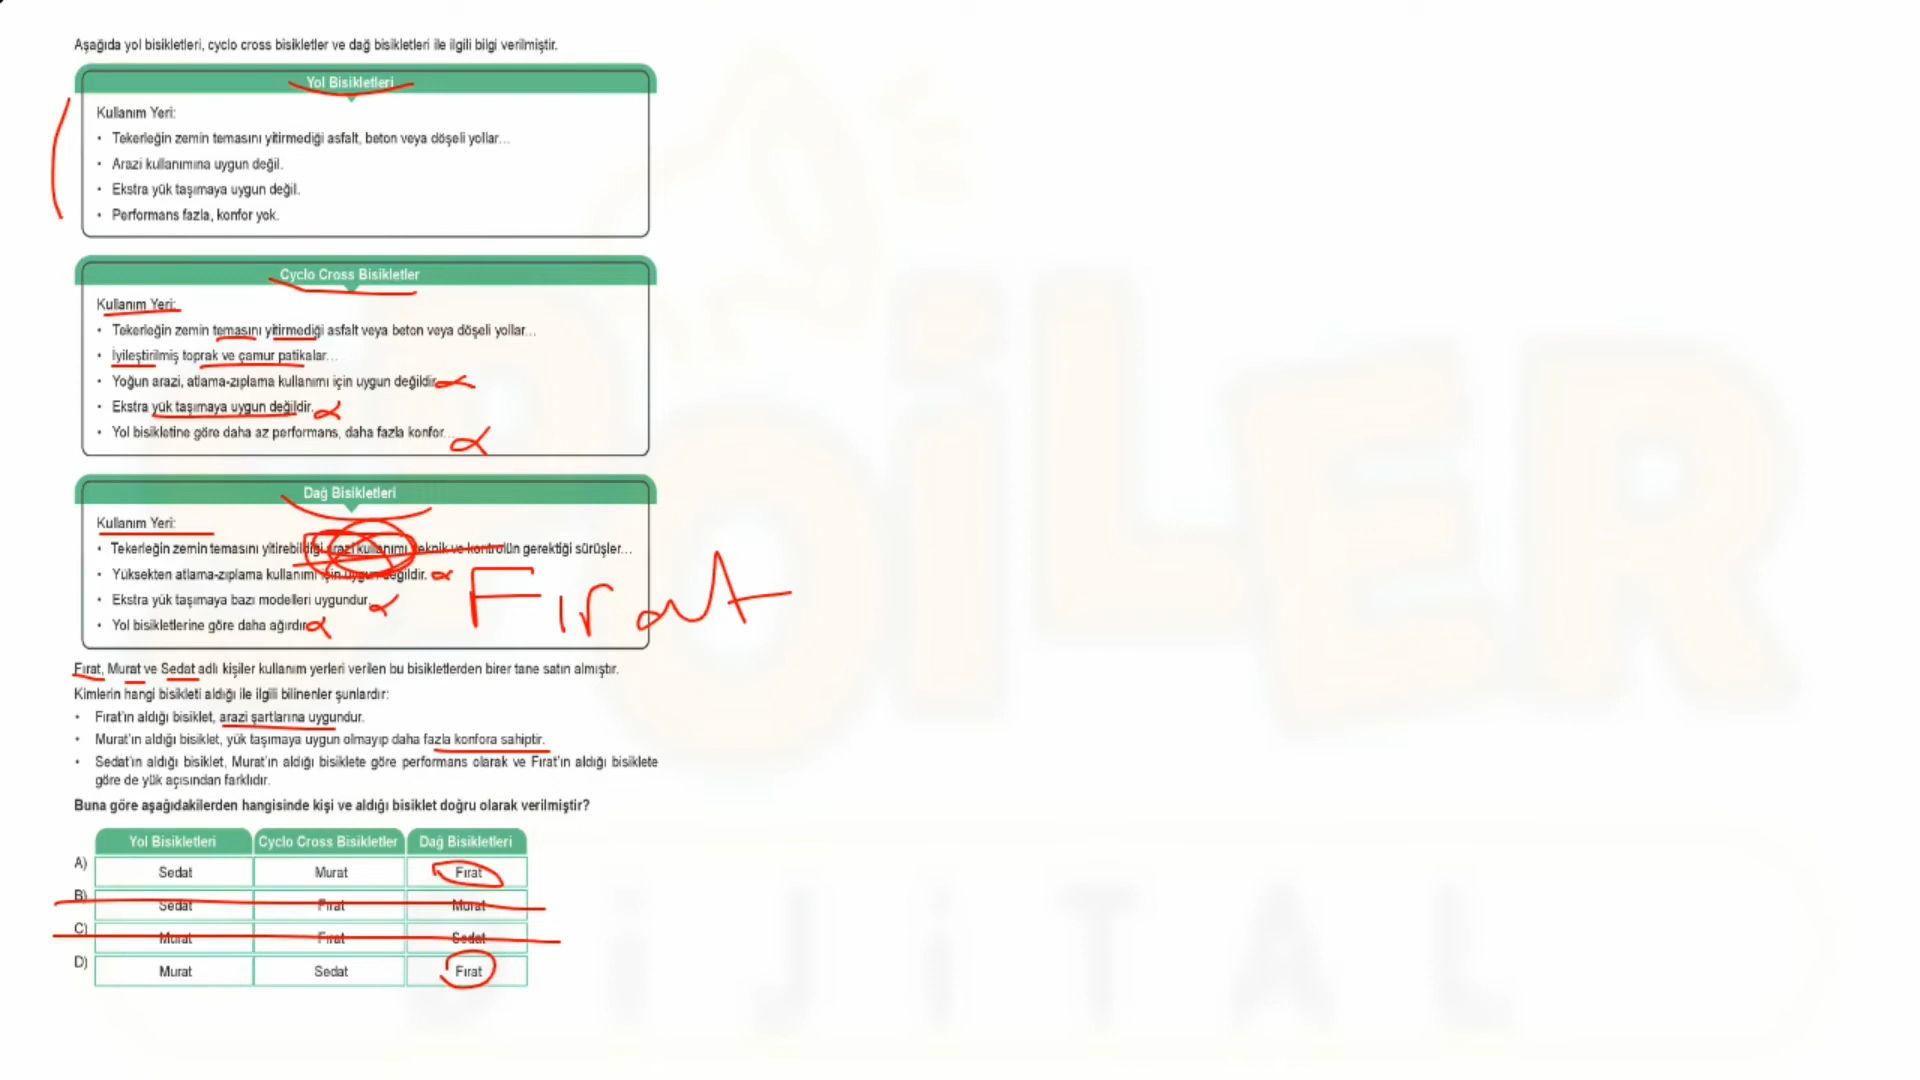 Aşağıda yol bisikletleri, cyclo cross bisikletler ve dağ bisikletleri ile ilgili bilgi verilmiştir.
Yol Bisikletleri
Kullanım Yeri:
• Tekerleğin zemin temasını yitirmediği asfalt, beton veya döşeli yollar...
• Arazi kullanımına uygun değil.
• Ekstra yük taşımaya uygun değil.
• Performans fazla, konfor yok.
Cyclo Cross Bisikletler
Kullanım Yeri:
• Tekerleğin zemin temasını yitirmediği asfalt veya beton veya döşeli yollar...
• İyileştirilmiş toprak ve çamur patikalar...
• Yoğun arazi, atlama-zıplama kullanımı için uygun değildir.
• Ekstra yük taşımaya uygun değildir.
• Yol bisikletine göre daha az performans, daha fazla konfor...
Dağ Bisikletleri
Kullanım Yeri:
• Tekerleğin zemin temasını yitirebildiği arazi kullanımı, teknik ve kontrolün gerektiği sürüşler...
• Yüksekten atlama-zıplama kullanımı için uygun değildir.
• Ekstra yük taşımaya bazı modelleri uygundur.
• Yol bisikletlerine göre daha ağırdır.
Fırat
Fırat, Murat ve Sedat adlı kişiler kullanım yerleri verilen bu bisikletlerden birer tane satın almıştır.
Kimlerin hangi bisikleti aldığı ile ilgili bilinenler şunlardır:
• Fırat'ın aldığı bisiklet, arazi şartlarına uygundur.
• Murat'ın aldığı bisiklet, yük taşımaya uygun olmayıp daha fazla konfora sahiptir.
• Sedat'ın aldığı bisiklet, Murat'ın aldığı bisiklete göre performans olarak ve Fırat'ın aldığı bisiklete
göre de yük açısından farklıdır.
Buna göre aşağıdakilerden hangisinde kişi ve aldığı bisiklet doğru olarak verilmiştir?
Yol Bisikletleri Cyclo Cross Bisikletler Dağ Bisikletleri
A) Sedat Murat Fırat
B) Sedat Fırat Murat
C) Murat Fırat Sedat
D) Murat Sedat Fırat
DİJİTAL